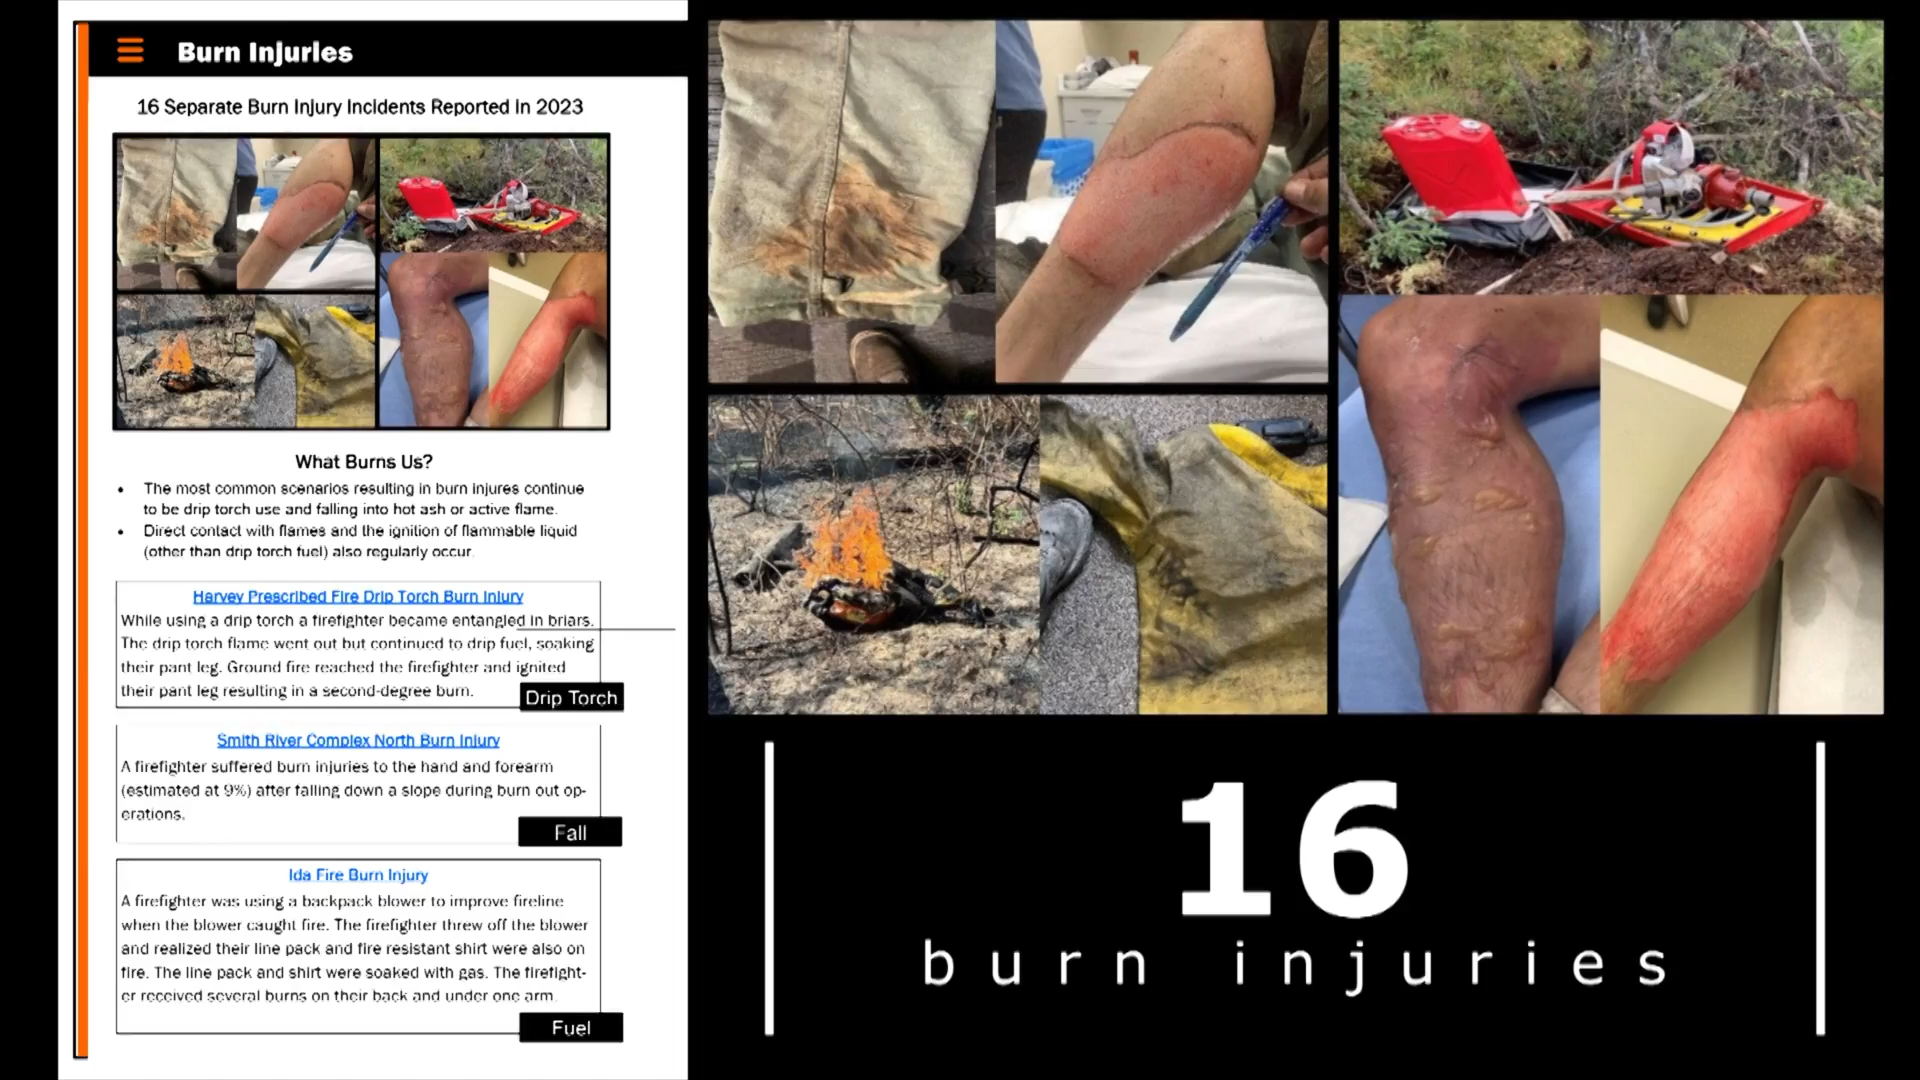 Burn Injuries
16 Separate Burn Injury Incidents Reported in 2023
What Burns Us?
• The most common scenarios resulting in burn injures continue
to be drip torch use and falling into hot ash or active flame.
• Direct contact with flames and the ignition of flammable liquid
(other than drip torch fuel) also regularly occur.
Harvey Prescribed Fire Drip Torch Burn Injury
While using a drip torch a firefighter became entangled in briars.
The drip torch flame went out but continued to drip fuel, soaking
their pant leg. Ground fire reached the firefighter and ignited
their pant leg resulting in a second-degree burn.
Drip Torch
Smith River Complex North Burn Injury
A firefighter suffered burn injuries to the hand and forearm
(estimated at 9%) after falling down a slope during burn out op-
erations.
Fall
Ida Fire Burn Injury
A firefighter was using a backpack blower to improve fireline
when the blower caught fire. The firefighter threw off the blower
and realized their line pack and fire resistant shirt were also on
fire. The line pack and shirt were soaked with gas. The firefight-
er received several burns on their back and under one arm.
Fuel
16
burn injuries